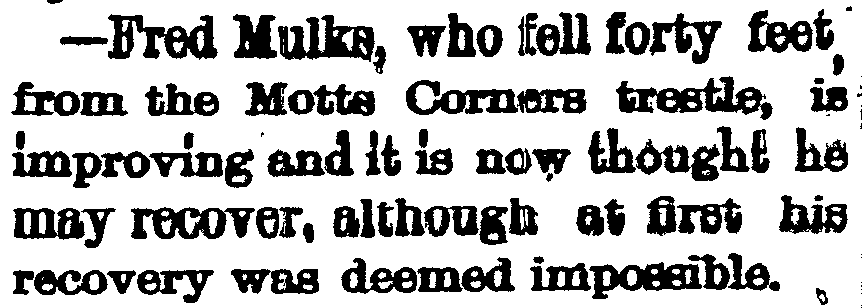 —Fred Mulks, who fell forty feet,
from the Motts Corners trestle, is
improving and it is now thought he
may recover, although at first his
recovery was deemed impossible.